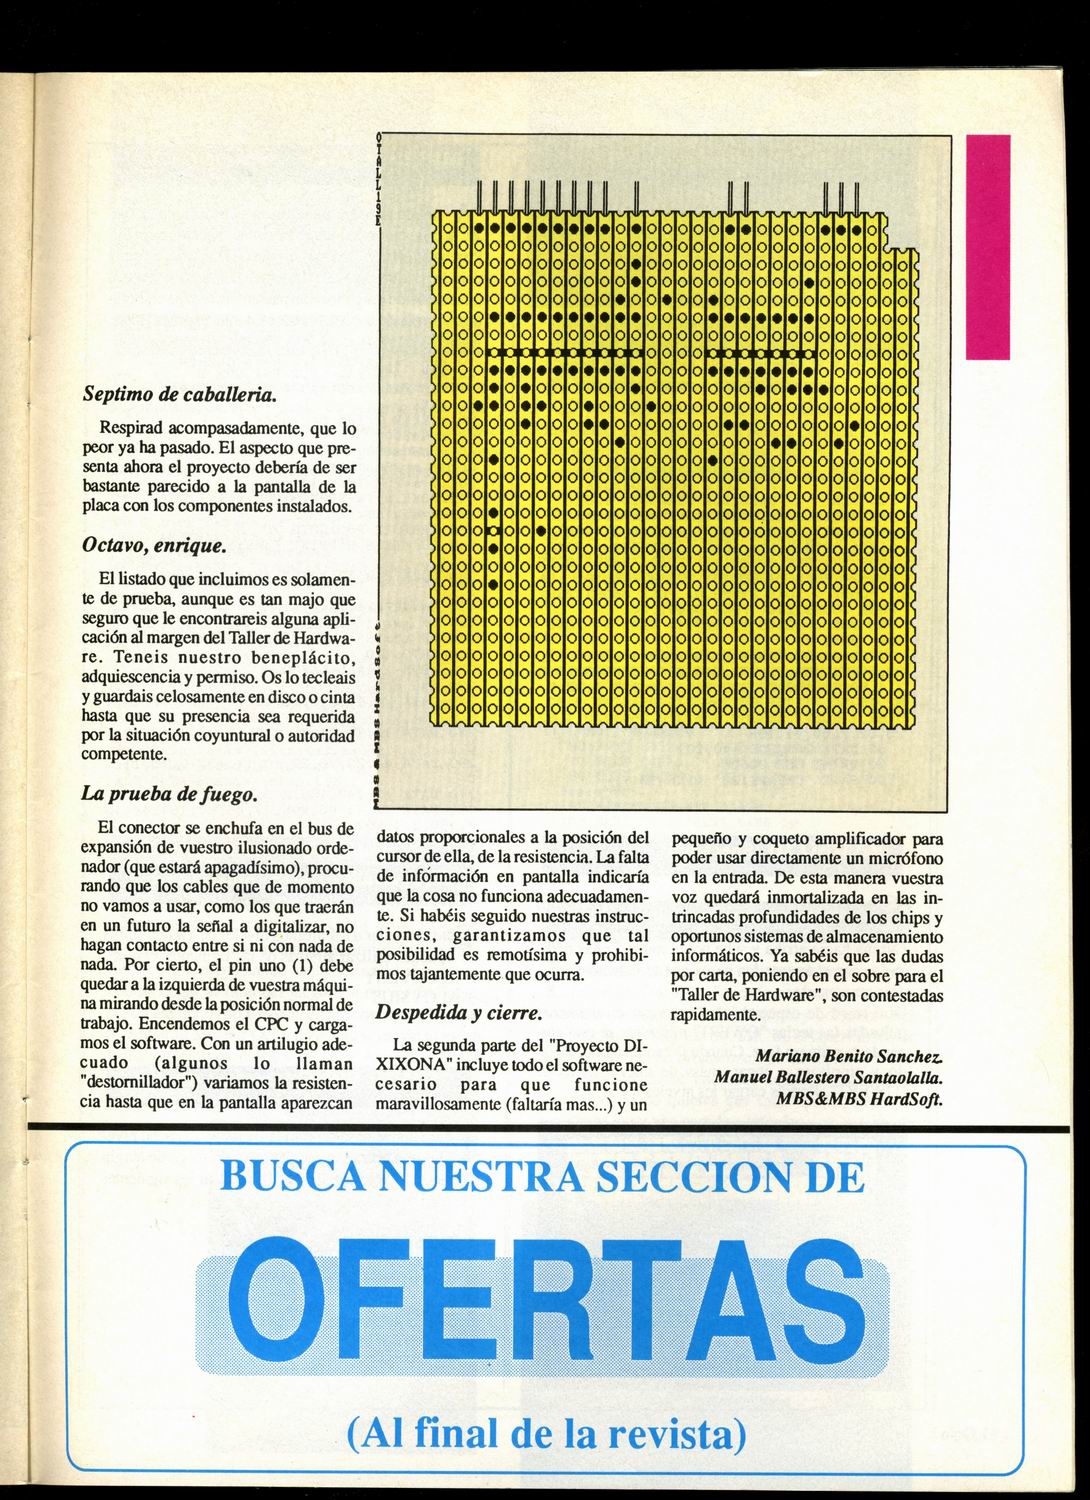 Septimo de caballeria.
Respirad acompasadamente, que lo
peor ya ha pasado. El aspecto que pre-
senta ahora el proyecto debería de ser
bastante parecido a la pantalla de la
placa con los componentes instalados.
Octavo, enrique.
El listado que incluimos es solamen-
te de prueba, aunque es tan majo que
seguro que le encontrareis alguna apli-
cación al margen del Taller de Hardwa-
re. Teneis nuestro beneplácito,
adquiescencia y permiso. Os lo tecleais
y guardais celosamente en disco o cinta
hasta que su presencia sea requerida
por la situación coyuntural o autoridad
competente.
La prueba de fuego.
El conector se enchufa en el bus de
expansión de vuestro ilusionado orde-
nador (que estará apagadísimo), procu-
rando que los cables que de momento
no vamos a usar, como los que traerán
en un futuro la señal a digitalizar, no
hagan contacto entre si ni con nada de
nada. Por cierto, el pin uno (1) debe
quedar a la izquierda de vuestra máqui-
na mirando desde la posición normal de
trabajo. Encendemos el CPC y carga-
mos el software. Con un artilugio ade-
cuado (algunos lo llaman
"destornillador") variamos la resisten-
cia hasta que en la pantalla aparezcan
MBS & MBS HardSoft
datos proporcionales a la posición del
cursor de ella, de la resistencia. La falta
de información en pantalla indicaría
que la cosa no funciona adecuadamen-
te. Si habéis seguido nuestras instruc-
ciones, garantizamos que tal
posibilidad es remotísima y prohibi-
mos tajantemente que ocurra.
Despedida y cierre.
La segunda parte del "Proyecto DI-
XIXONA" incluye todo el software ne-
cesario para que funcione
maravillosamente (faltaría mas...) y un
pequeño y coqueto amplificador para
poder usar directamente un micrófono
en la entrada. De esta manera vuestra
voz quedará inmortalizada en las in-
trincadas profundidades de los chips y
oportunos sistemas de almacenamiento
informáticos. Ya sabéis que las dudas
por carta, poniendo en el sobre para el
"Taller de Hardware", son contestadas
rapidamente.
Mariano Benito Sanchez.
Manuel Ballestero Santaolalla.
MBS&MBS HardSoft.
BUSCA NUESTRA SECCION DE
OFERTAS
(Al final de la revista)